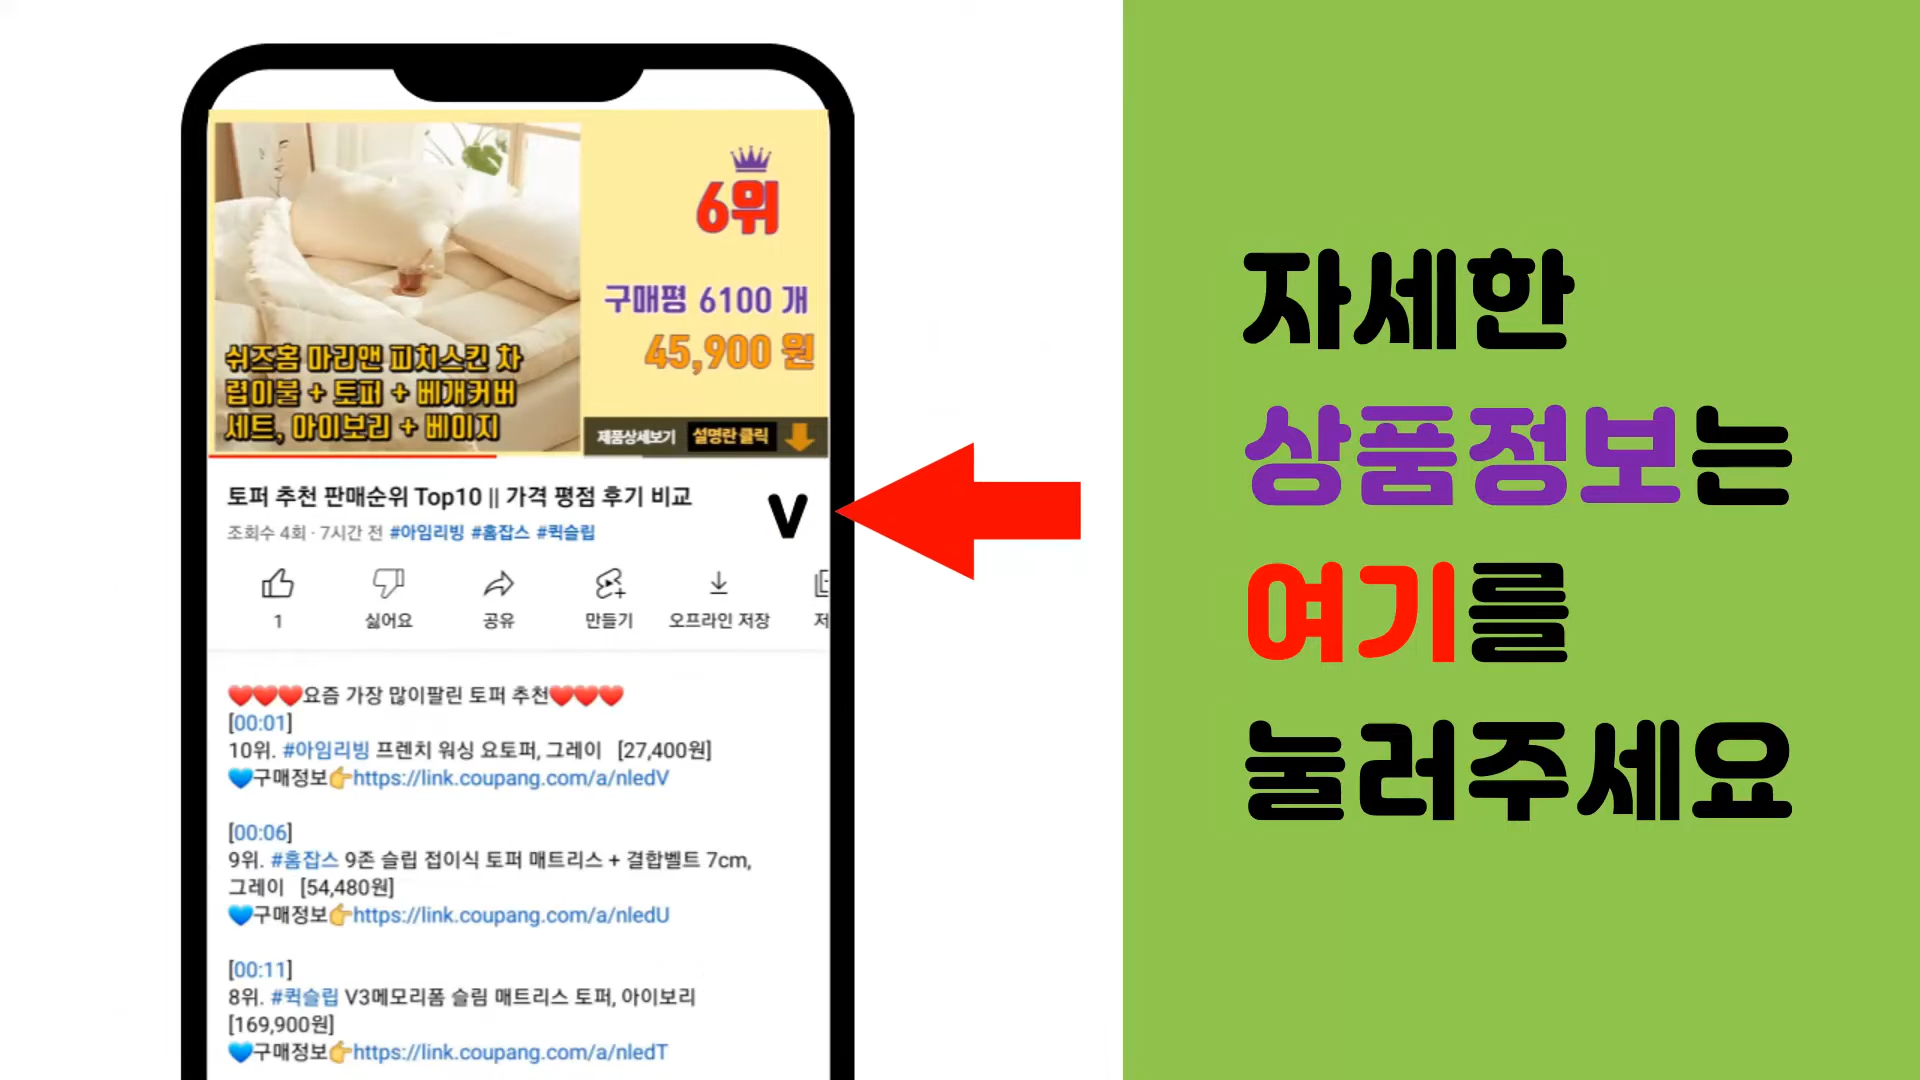 6위
구매평 6100 개
45,900 원
쉬즈홈 마리앤 피치스킨 차
렵이불 + 토퍼 + 베개커버
세트, 아이보리 + 베이지
제품상세보기 설명란 클릭
토퍼 추천 판매순위 Top10 || 가격 평점 후기 비교
V
조회수 4회 · 7시간 전 #아임리빙 #홈잡스 #퀵슬립
1 싫어요 공유 만들기 오프라인 저장 저
❤❤❤요즘 가장 많이팔린 토퍼 추천❤❤❤
[00:01]
10위. #아임리빙 프렌치 워싱 요토퍼, 그레이 [27,400원]
💙구매정보👉https://link.coupang.com/a/nledV
[00:06]
9위. #홈잡스 9존 슬립 접이식 토퍼 매트리스 + 결합벨트 7cm,
그레이 [54,480원]
💙구매정보👉https://link.coupang.com/a/nledU
[00:11]
8위. #퀵슬립 V3메모리폼 슬림 매트리스 토퍼, 아이보리
[169,900원]
💙구매정보👉https://link.coupang.com/a/nledT
자세한
상품정보는
여기를
눌러주세요